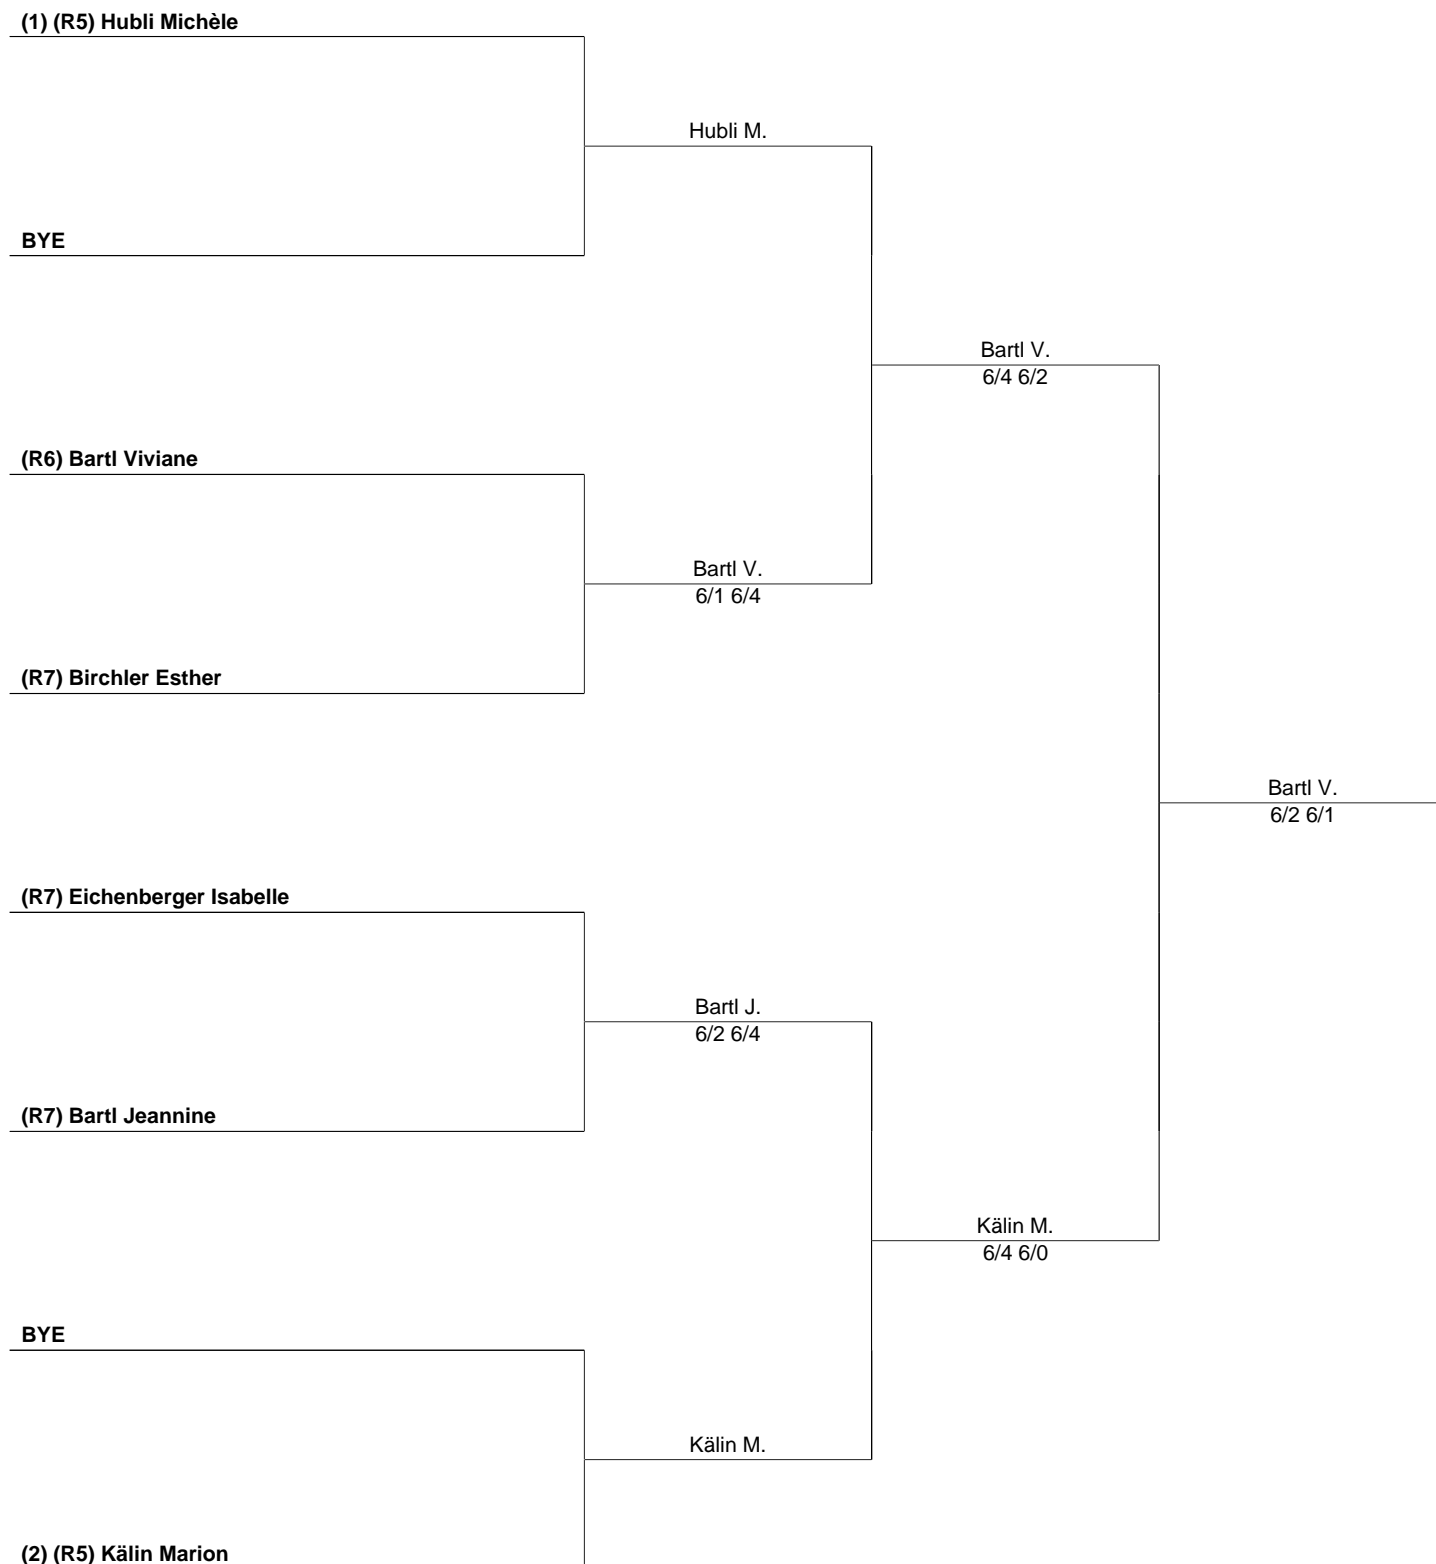 (1) (R5) Hubli Michèle
Hubli M.
BYE
Bartl V.
6/4 6/2
(R6) Bartl Viviane
Bartl V.
6/1 6/4
(R7) Birchler Esther
Bartl V.
6/2 6/1
(R7) Eichenberger Isabelle
Bartl J.
6/2 6/4
(R7) Bartl Jeannine
Kälin M.
6/4 6/0
BYE
Kälin M.
(2) (R5) Kälin Marion